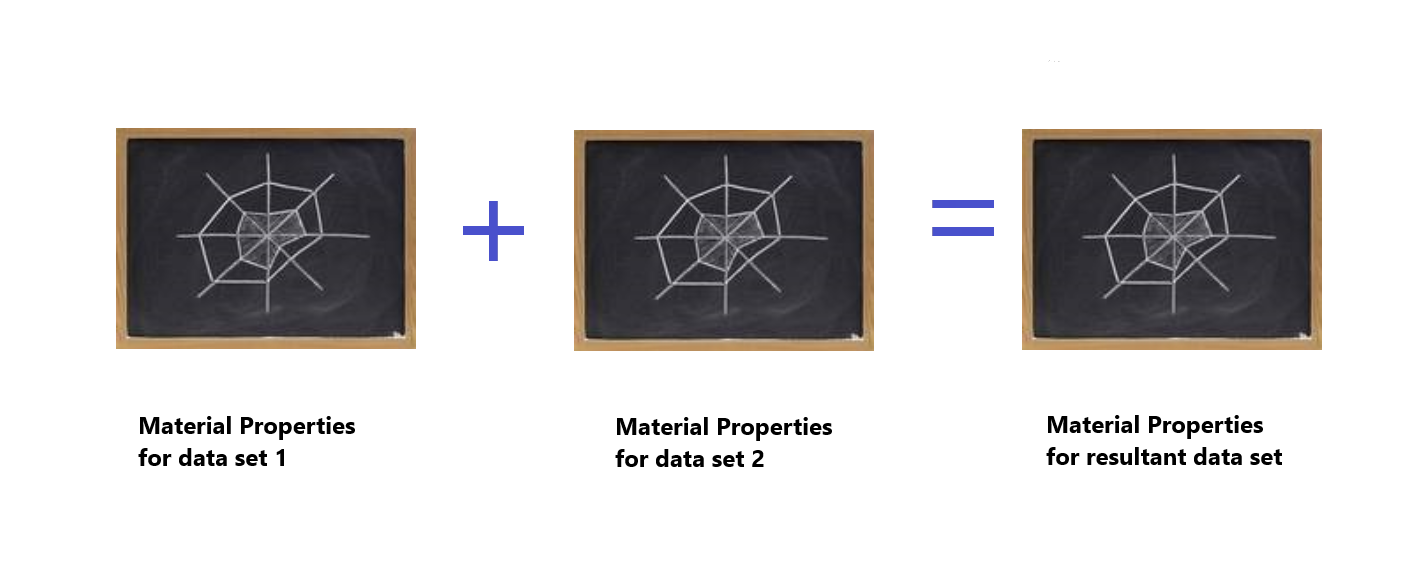 +
=
Material Properties
for data set 1
Material Properties
for data set 2
Material Properties
for resultant data set